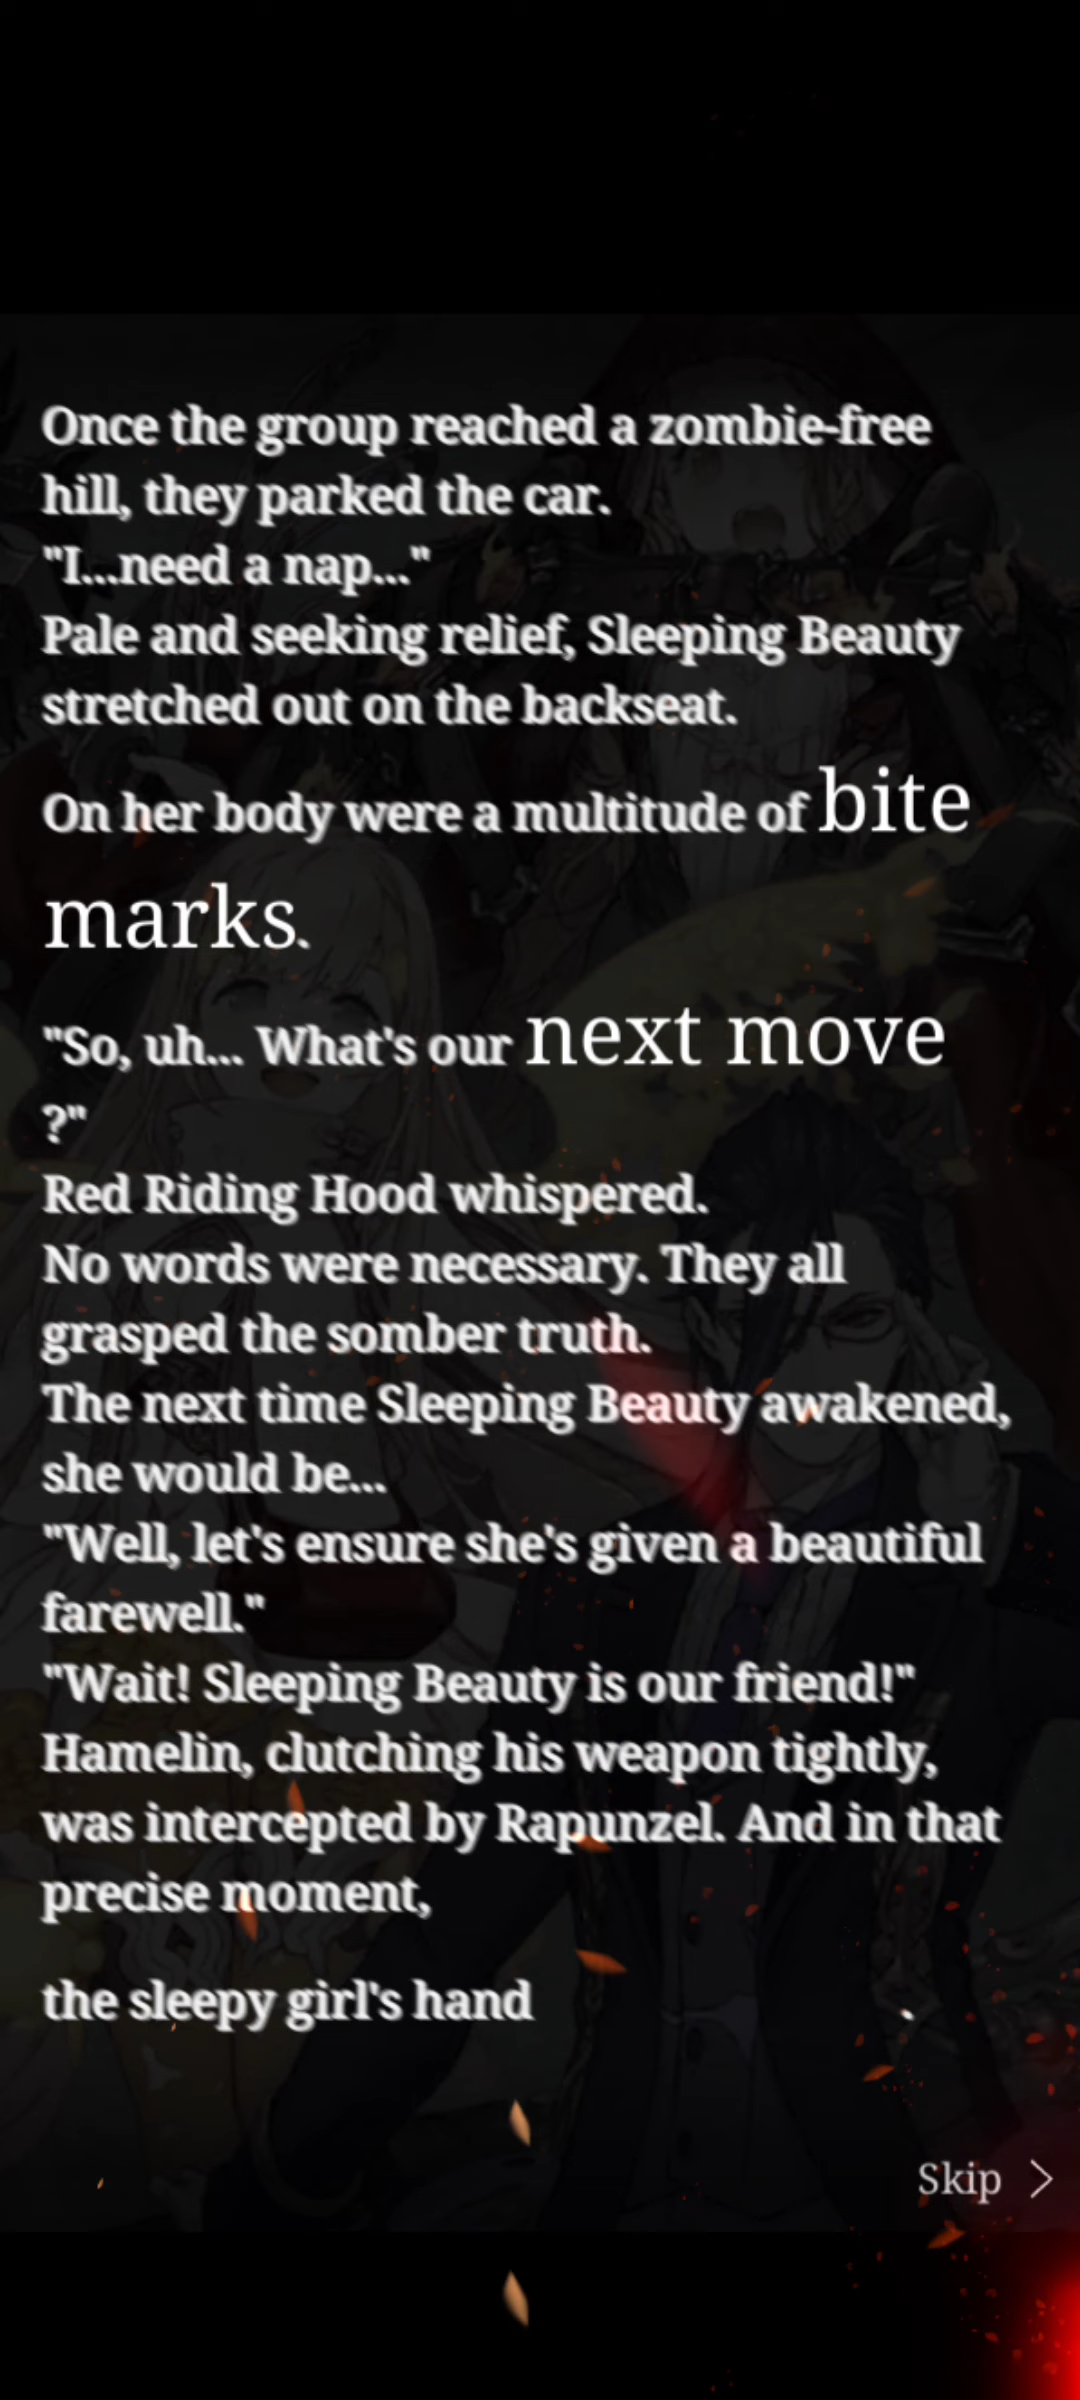 Once the group reached a zombie-free
hill, they parked the car.
"I...need a nap..."
Pale and seeking relief, Sleeping Beauty
stretched out on the backseat.
On her body were a multitude of bite
marks.
"So, uh... What's our next move
?"
Red Riding Hood whispered.
No words were necessary. They all
grasped the somber truth.
The next time Sleeping Beauty awakened,
she would be...
"Well, let's ensure she's given a beautiful
farewell."
"Wait! Sleeping Beauty is our friend!"
Hamelin, clutching his weapon tightly,
was intercepted by Rapunzel. And in that
precise moment,
the sleepy girl's hand .
Skip >